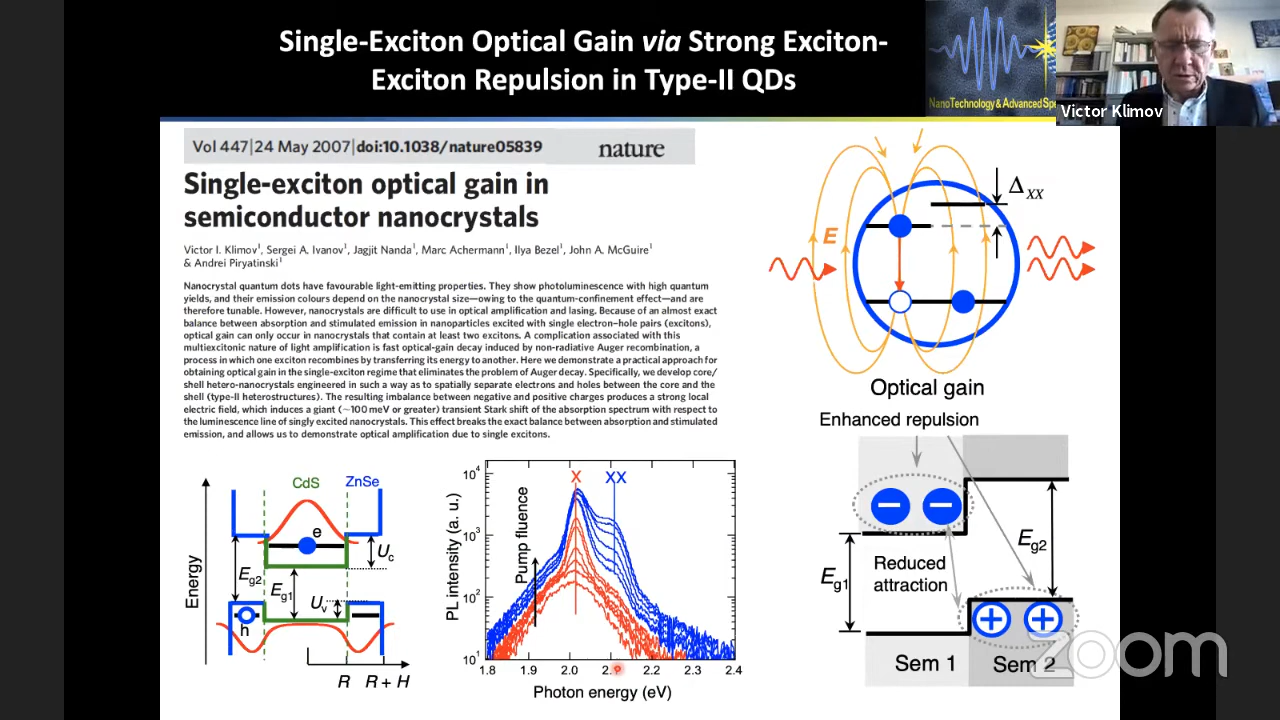 Single-Exciton Optical Gain via Strong Exciton-
Exciton Repulsion in Type-II QDs
NanoTechnology & Advanced Spe
Victor Klimov
Vol 447|24 May 2007|doi:10.1038/nature05839
nature
Single-exciton optical gain in
semiconductor nanocrystals
Victor I. Klimov¹, Sergei A. Ivanov¹, Jagjit Nanda¹, Marc Achermann¹, Ilya Bezel¹, John A. McGuire¹
& Andrei Piryatinski¹
Nanocrystal quantum dots have favourable light-emitting properties. They show photoluminescence with high quantum
yields, and their emission colours depend on the nanocrystal size—owing to the quantum-confinement effect—and are
therefore tunable. However, nanocrystals are difficult to use in optical amplification and lasing. Because of an almost exact
balance between absorption and stimulated emission in nanoparticles excited with single electron–hole pairs (excitons),
optical gain can only occur in nanocrystals that contain at least two excitons. A complication associated with this
multiexcitonic nature of light amplification is fast optical-gain decay induced by non-radiative Auger recombination, a
process in which one exciton recombines by transferring its energy to another. Here we demonstrate a practical approach for
obtaining optical gain in the single-exciton regime that eliminates the problem of Auger decay. Specifically, we develop core/
shell hetero-nanocrystals engineered in such a way as to spatially separate electrons and holes between the core and the
shell (type-II heterostructures). The resulting imbalance between negative and positive charges produces a strong local
electric field, which induces a giant (~100 meV or greater) transient Stark shift of the absorption spectrum with respect to
the luminescence line of singly excited nanocrystals. This effect breaks the exact balance between absorption and stimulated
emission, and allows us to demonstrate optical amplification due to single excitons.
E
Δxx
Optical gain
Enhanced repulsion
CdS
ZnSe
e
Uc
Eg2
Eg1
Uv
h
Energy
R
R + H
PL intensity (a. u.)
10⁴
10³
10²
10¹
Pump fluence
X
XX
1.8
1.9
2.0
2.1
2.2
2.3
2.4
Photon energy (eV)
− −
Eg1
Reduced
attraction
Eg2
+ +
Sem 1
Sem 2
zoom